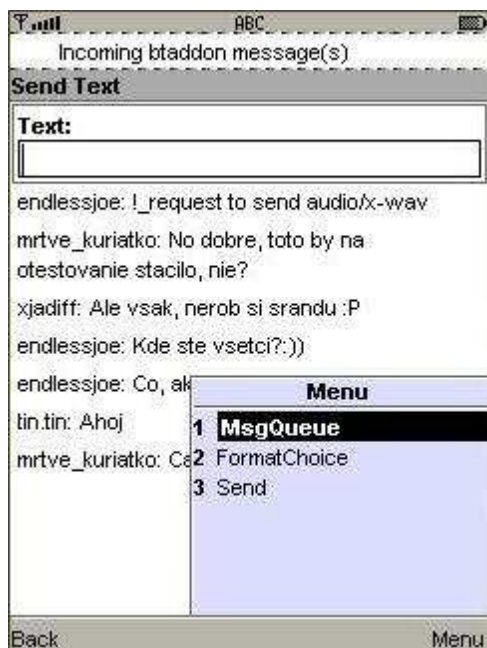 ABC
Incoming btaddon message(s)
Send Text
Text:
endlessjoe: !_request to send audio/x-wav
mrtve_kuriatko: No dobre, toto by na
otestovanie stacilo, nie?
xjadiff: Ale vsak, nerob si srandu :P
endlessjoe: Kde ste vsetci?:))
endlessjoe: Co, ak
tin.tin: Ahoj
mrtve_kuriatko:
Menu
1 MsgQueue
2 FormatChoice
3 Send
Back
Menu